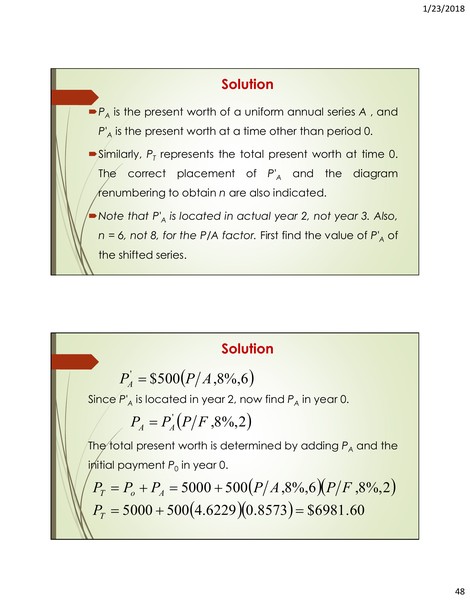 1/23/2018
Solution
P_A is the present worth of a uniform annual series A , and
P'_A is the present worth at a time other than period 0.
Similarly, P_T represents the total present worth at time 0.
The correct placement of P'_A and the diagram
renumbering to obtain n are also indicated.
Note that P'_A is located in actual year 2, not year 3. Also,
n = 6, not 8, for the P/A factor. First find the value of P'_A of
the shifted series.
Solution
P'_A = $500(P/A,8%,6)
Since P'_A is located in year 2, now find P_A in year 0.
P_A = P'_A(P/F,8%,2)
The total present worth is determined by adding P_A and the
initial payment P_0 in year 0.
P_T = P_o + P_A = 5000 + 500(P/A,8%,6)(P/F,8%,2)
P_T = 5000 + 500(4.6229)(0.8573) = $6981.60
48